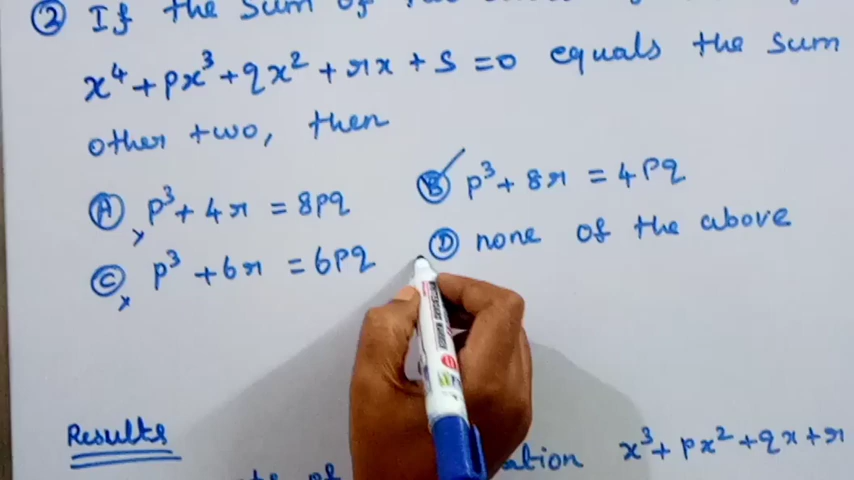 ② If the Sum of
x⁴ + px³ + qx² + rx + s = 0 equals the sum
other two, then
Ⓐ p³ + 4r = 8pq Ⓑ p³ + 8r = 4pq
Ⓒ p³ + 6r = 6pq Ⓓ none of the above
Results
of x³ + px² + qx + r